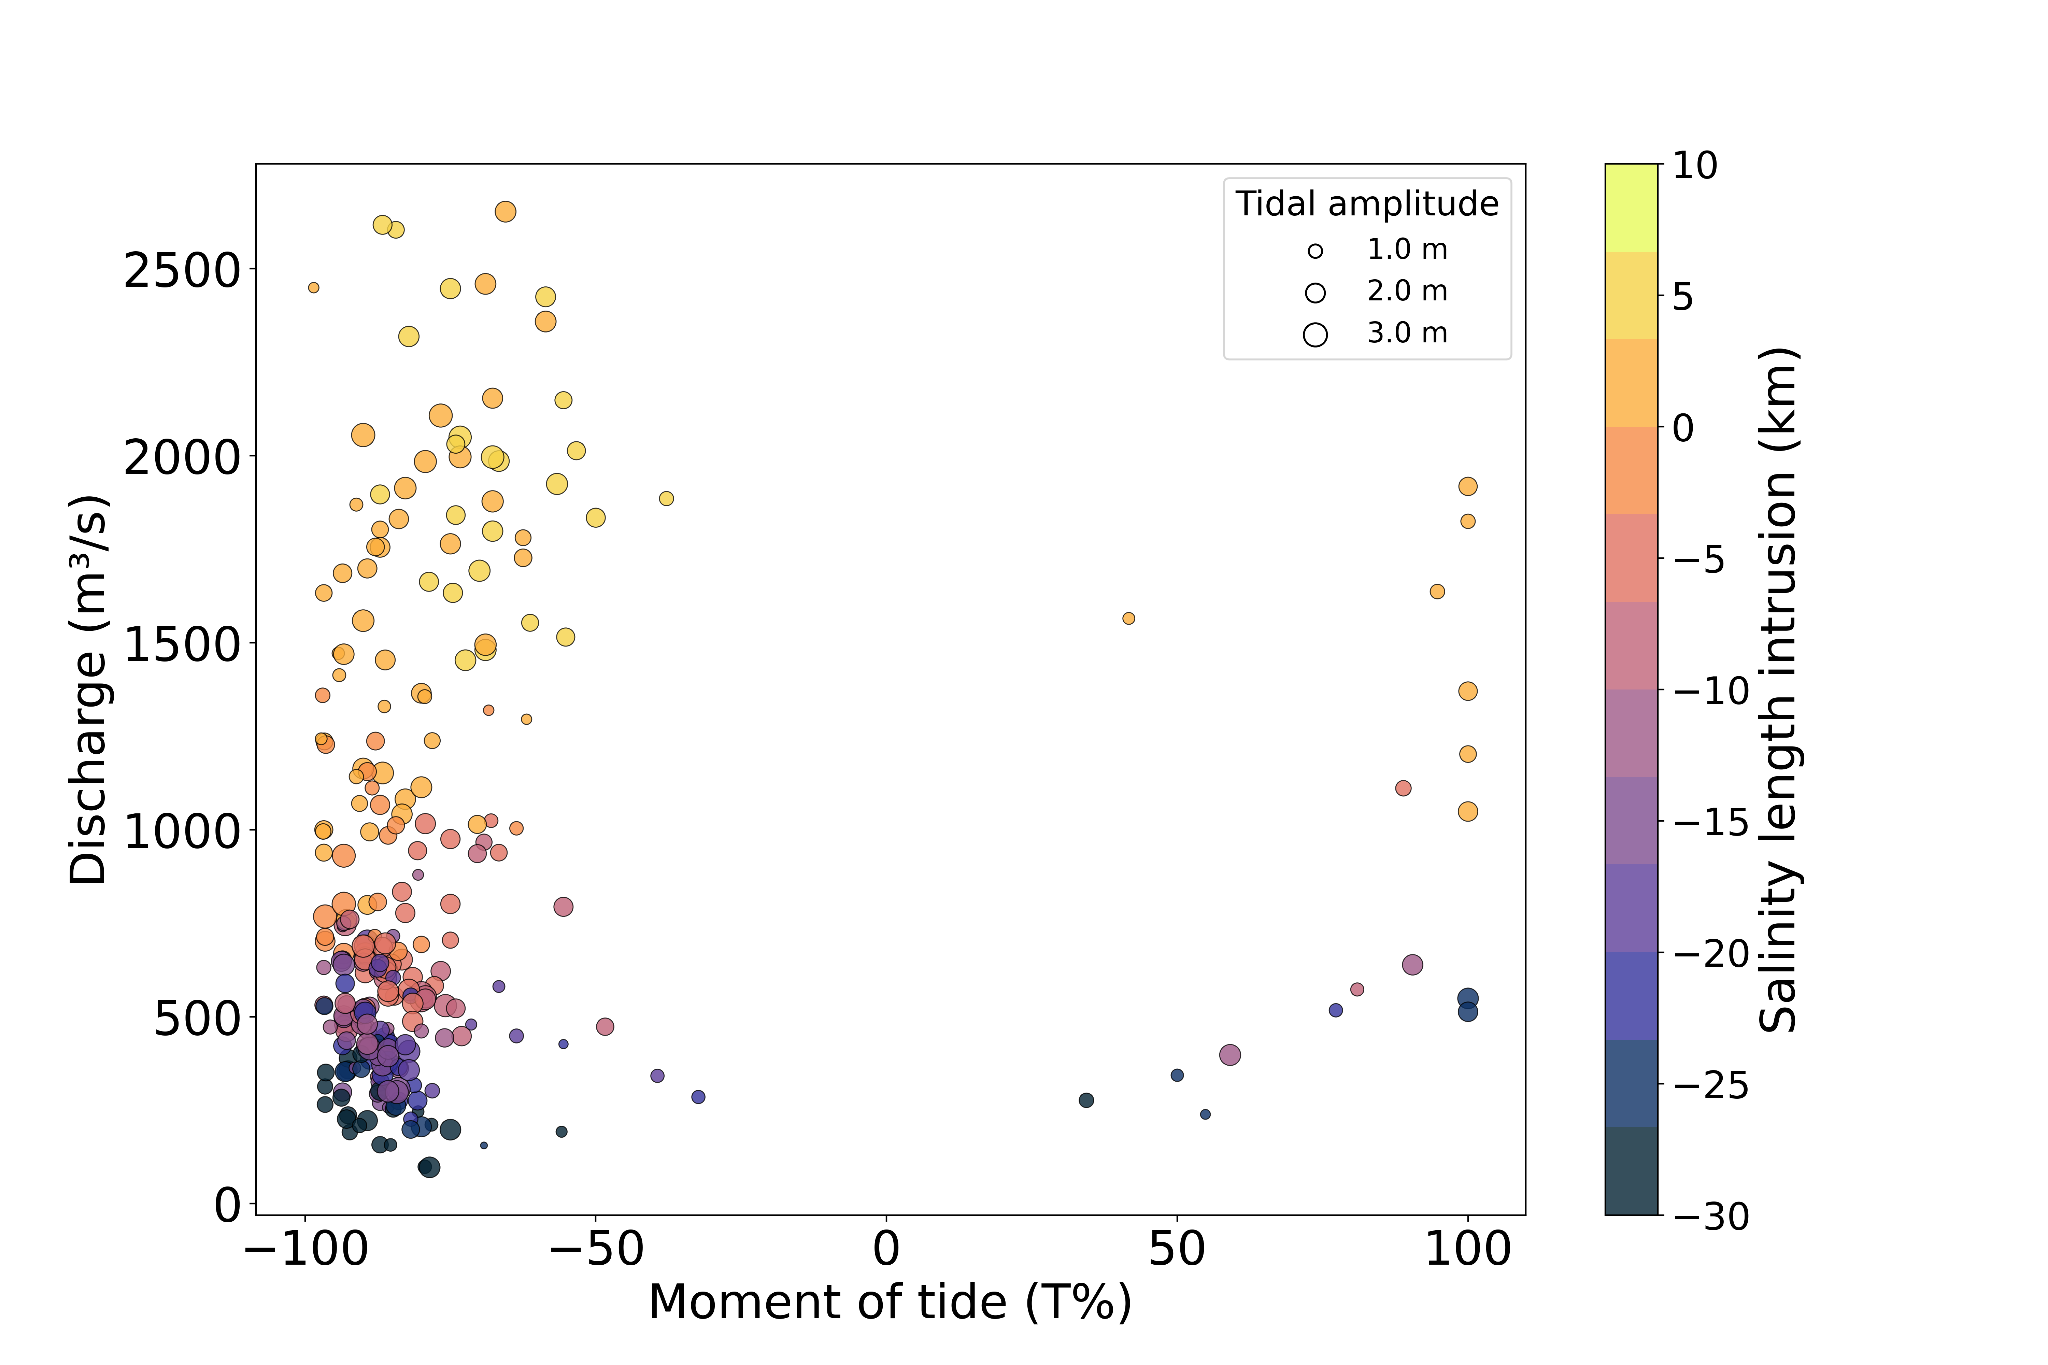 Tidal amplitude
1.0 m
2.0 m
3.0 m
Discharge (m³/s)
2500
2000
1500
1000
500
0
−100
−50
0
50
100
Moment of tide (T%)
10
5
0
−5
−10
−15
−20
−25
−30
Salinity length intrusion (km)